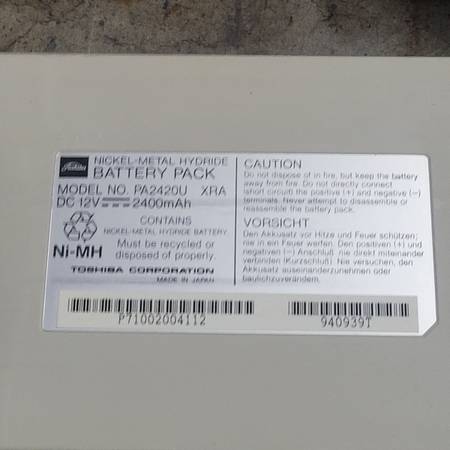 Toshiba
NICKEL-METAL HYDRIDE
BATTERY PACK
MODEL NO. PA2420U XRA
DC 12V 2400mAh
CONTAINS
NICKEL-METAL HYDRIDE BATTERY
Ni-MH
Must be recycled or
disposed of properly.
TOSHIBA CORPORATION
MADE IN JAPAN
CAUTION
Do not dispose of in fire, but keep the battery
away from fire. Do not directly connect
(short circuit) the positive (+) and negative (−)
terminals. Never attempt to disassemble or
reassemble the battery pack.
VORSICHT
Den Akkusatz vor Hitze und Feuer schützen;
nie in ein Feuer werfen. Den positiven (+) und
negativen (−) Anschluß nie direkt miteinander
verbinden (Kurzschluß). Nie versuchen, den
Akkusatz auseinanderzunehmen oder
baulich zu verändern.
P71002004112
940939T